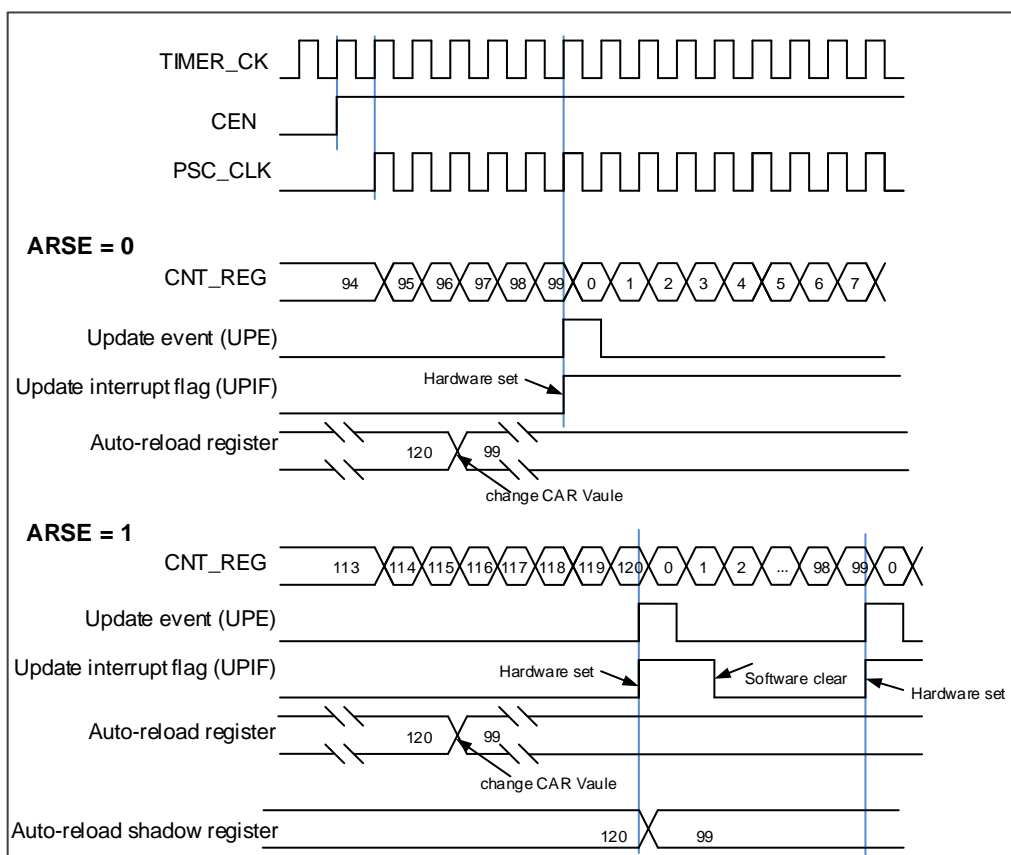 TIMER_CK
CEN
PSC_CLK
ARSE = 0
CNT_REG 94 95 96 97 98 99 0 1 2 3 4 5 6 7
Update event (UPE)
Update interrupt flag (UPIF) Hardware set
Auto-reload register 120 99
change CAR Vaule
ARSE = 1
CNT_REG 113 114 115 116 117 118 119 120 0 1 2 ... 98 99 0
Update event (UPE)
Update interrupt flag (UPIF) Hardware set Software clear Hardware set
Auto-reload register 120 99
change CAR Vaule
Auto-reload shadow register 120 99